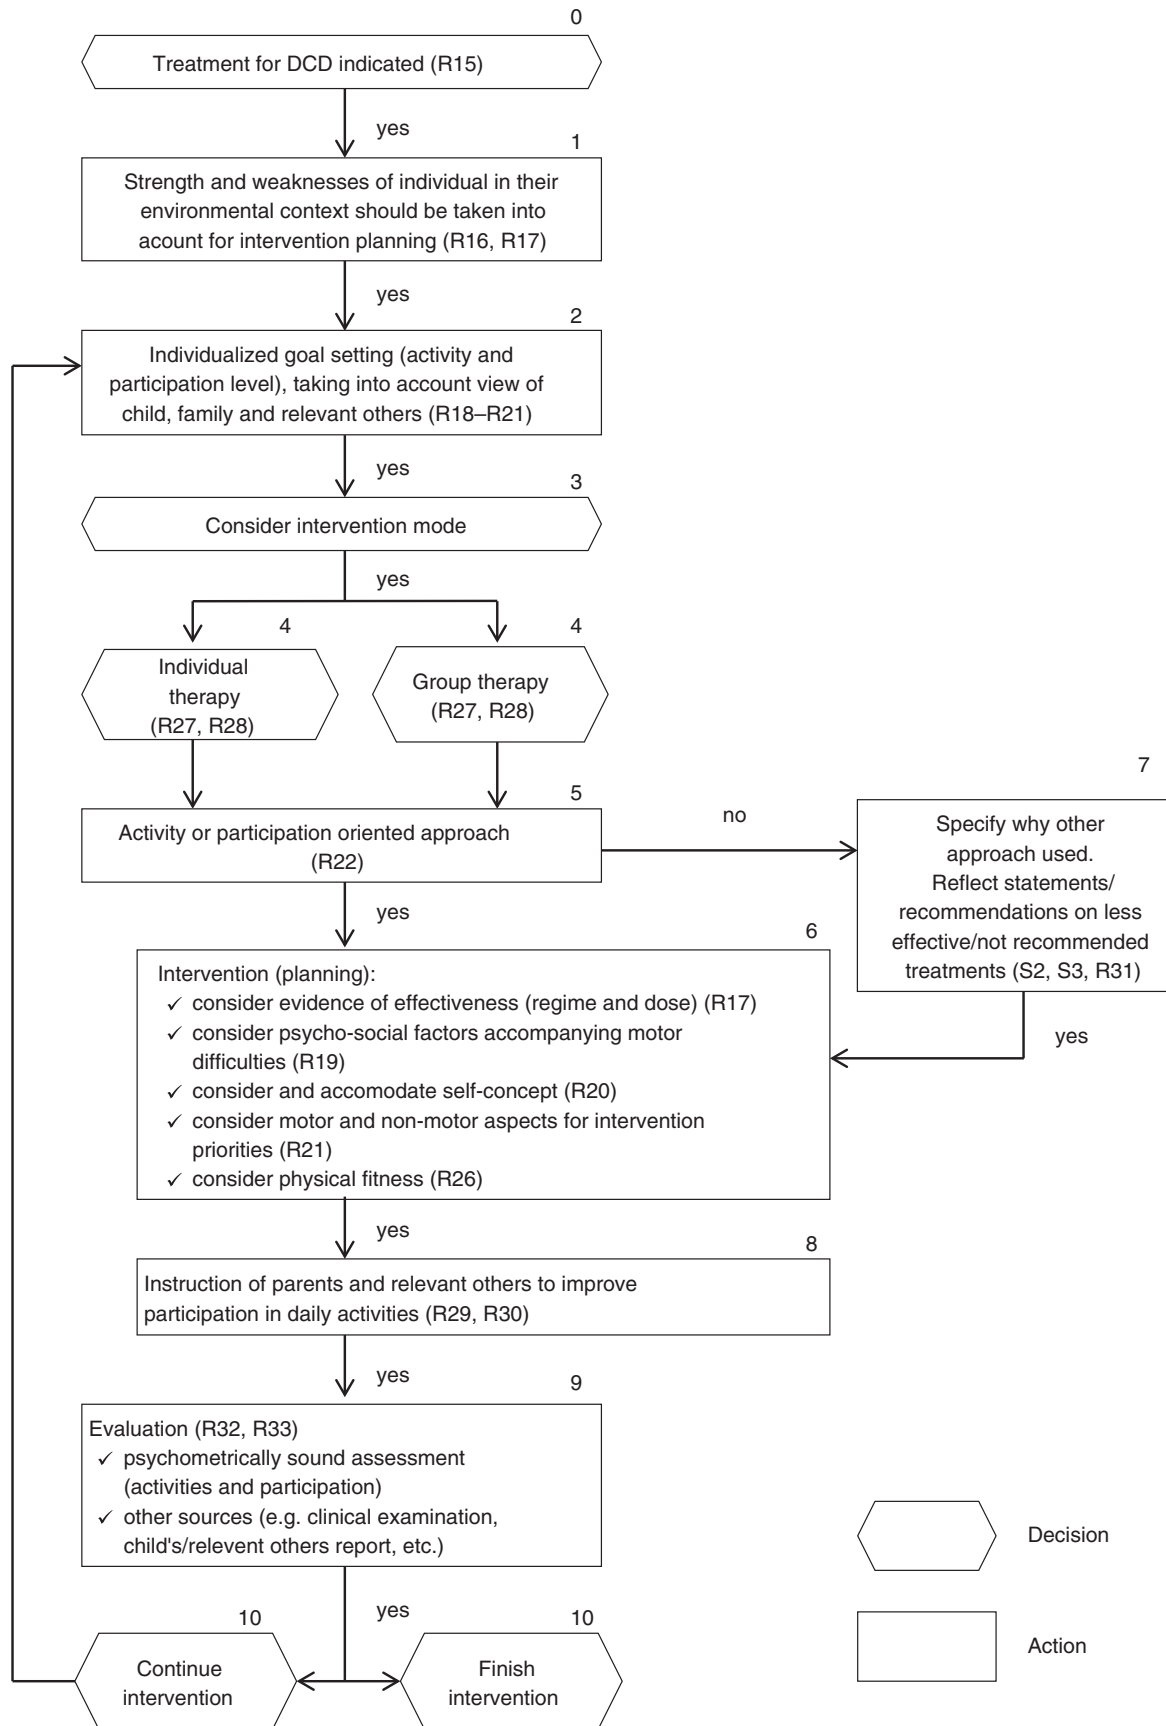 0
Treatment for DCD indicated (R15)
yes
1
Strength and weaknesses of individual in their
environmental context should be taken into
acount for intervention planning (R16, R17)
yes
2
Individualized goal setting (activity and
participation level), taking into account view of
child, family and relevant others (R18–R21)
yes
3
Consider intervention mode
yes
4
Individual
therapy
(R27, R28)
4
Group therapy
(R27, R28)
5
Activity or participation oriented approach
(R22)
no
7
Specify why other
approach used.
Reflect statements/
recommendations on less
effective/not recommended
treatments (S2, S3, R31)
yes
yes
6
Intervention (planning):
✓ consider evidence of effectiveness (regime and dose) (R17)
✓ consider psycho-social factors accompanying motor
difficulties (R19)
✓ consider and accomodate self-concept (R20)
✓ consider motor and non-motor aspects for intervention
priorities (R21)
✓ consider physical fitness (R26)
yes
8
Instruction of parents and relevant others to improve
participation in daily activities (R29, R30)
yes
9
Evaluation (R32, R33)
✓ psychometrically sound assessment
(activities and participation)
✓ other sources (e.g. clinical examination,
child's/relevent others report, etc.)
yes
10
Continue
intervention
10
Finish
intervention
Decision
Action